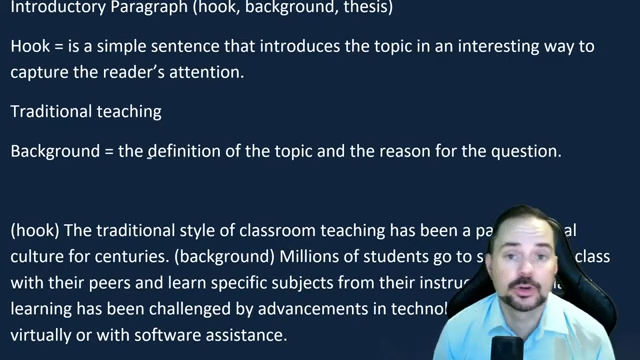 Introductory Paragraph (hook, background, thesis)
Hook = is a simple sentence that introduces the topic in an interesting way to
capture the reader's attention.
Traditional teaching
Background = the definition of the topic and the reason for the question.
(hook) The traditional style of classroom teaching has been a
culture for centuries. (background) Millions of students go to class
with their peers and learn specific subjects from their
learning has been challenged by advancements in
virtually or with software assistance.